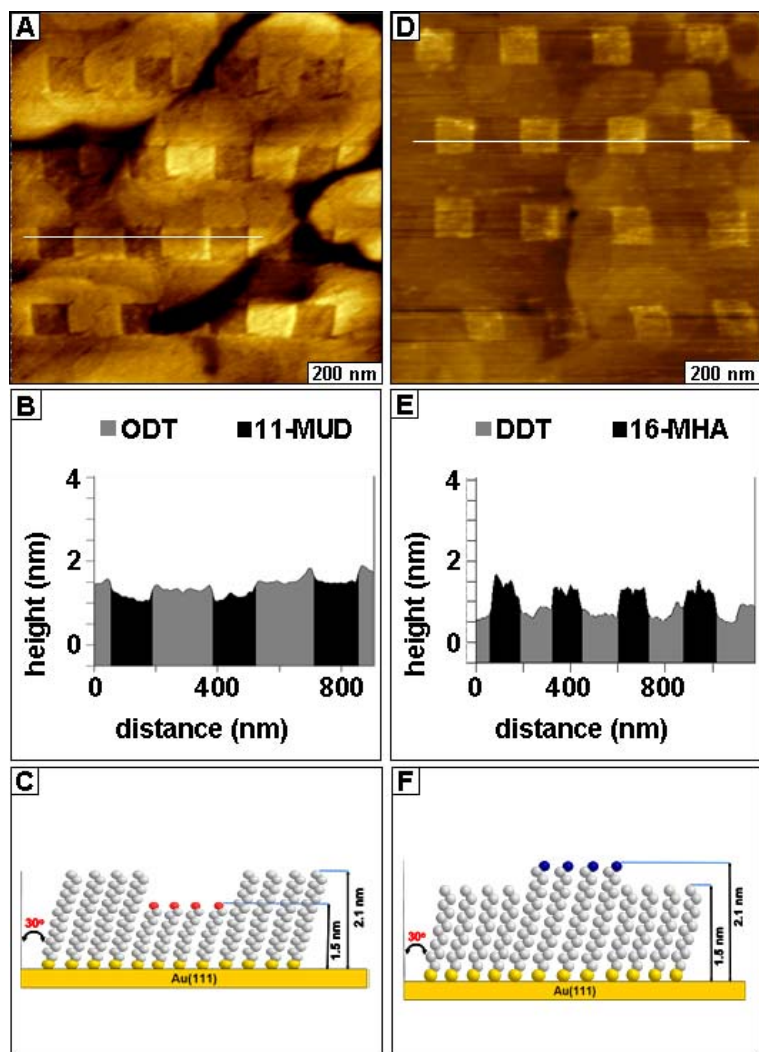 A
200 nm
D
200 nm
B
ODT 11-MUD
4
2
0
height (nm)
0 400 800
distance (nm)
E
DDT 16-MHA
4
2
0
height (nm)
0 400 800
distance (nm)
C
30º
1.5 nm
2.1 nm
Au(111)
F
30º
1.5 nm
2.1 nm
Au(111)